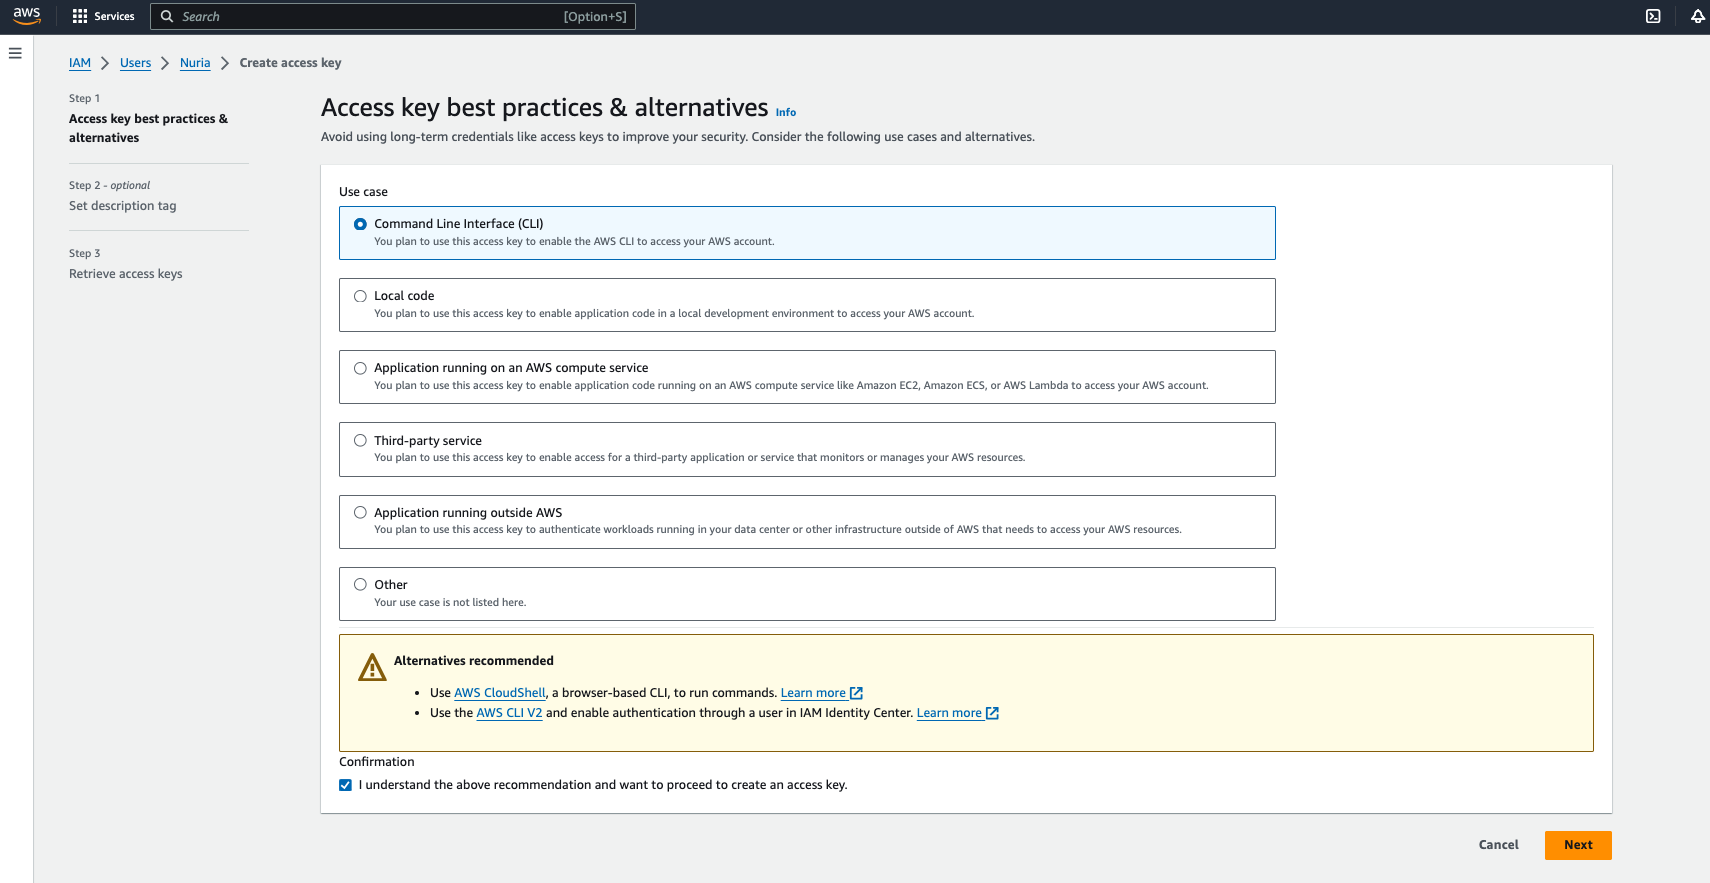 aws
Services
Search
[Option+S]
IAM > Users > Nuria > Create access key
Step 1
Access key best practices &
alternatives
Step 2 - optional
Set description tag
Step 3
Retrieve access keys
Access key best practices & alternatives Info
Avoid using long-term credentials like access keys to improve your security. Consider the following use cases and alternatives.
Use case
Command Line Interface (CLI)
You plan to use this access key to enable the AWS CLI to access your AWS account.
Local code
You plan to use this access key to enable application code in a local development environment to access your AWS account.
Application running on an AWS compute service
You plan to use this access key to enable application code running on an AWS compute service like Amazon EC2, Amazon ECS, or AWS Lambda to access your AWS account.
Third-party service
You plan to use this access key to enable access for a third-party application or service that monitors or manages your AWS resources.
Application running outside AWS
You plan to use this access key to authenticate workloads running in your data center or other infrastructure outside of AWS that needs to access your AWS resources.
Other
Your use case is not listed here.
Alternatives recommended
• Use AWS CloudShell, a browser-based CLI, to run commands. Learn more
• Use the AWS CLI V2 and enable authentication through a user in IAM Identity Center. Learn more
Confirmation
I understand the above recommendation and want to proceed to create an access key.
Cancel
Next